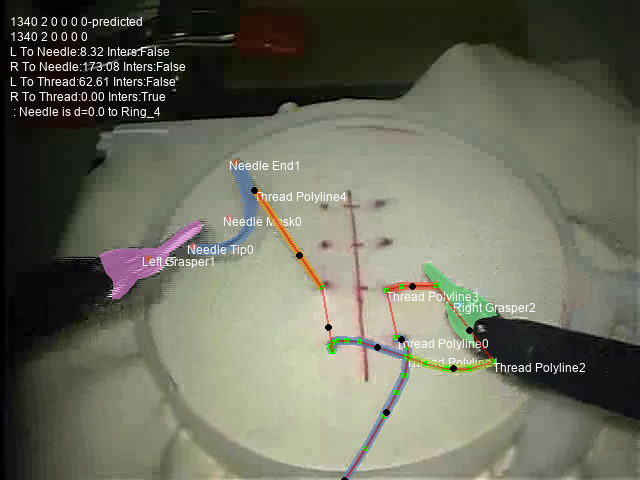 1340 2 0 0 0 0-predicted
1340 2 0 0 0 0
L To Needle:8.32 Inters:False
R To Needle:173.08 Inters:False
L To Thread:62.61 Inters:False
R To Thread:0.00 Inters:True
: Needle is d=0.0 to Ring_4
Needle End1
Thread Polyline4
Needle Mask0
Needle Tip0
Left Grasper1
Thread Polyline3
Right Grasper2
Thread Polyline0
Thread Polyline2